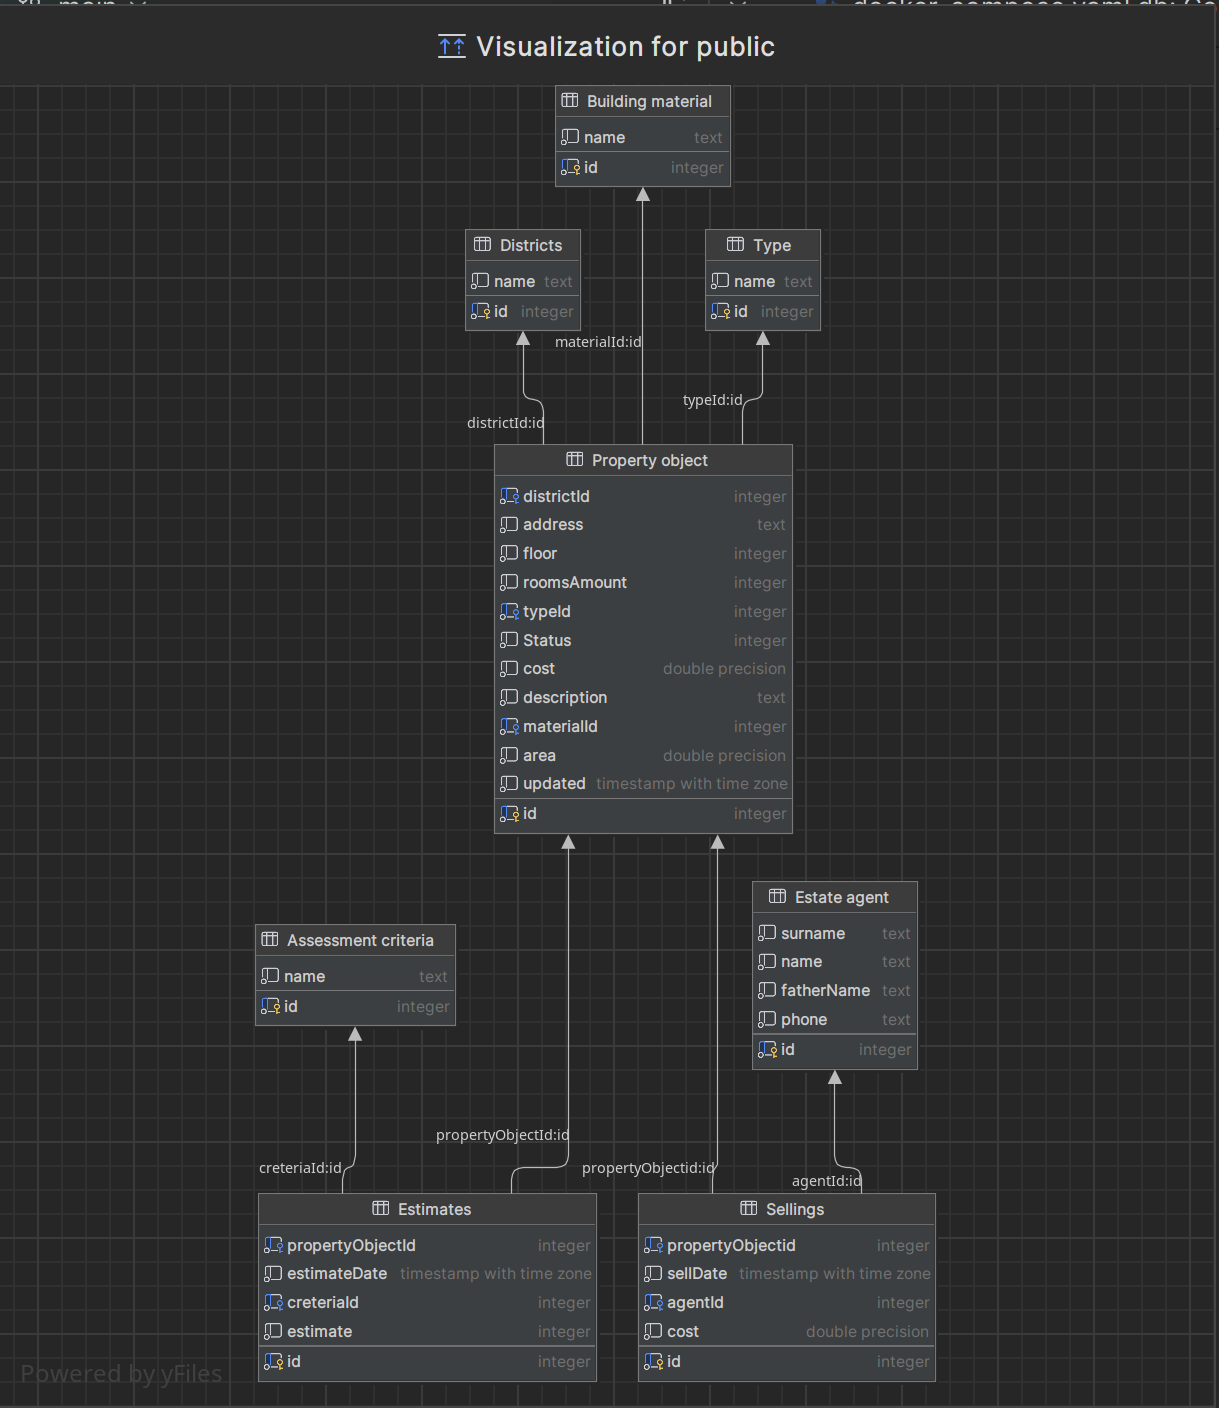 Visualization for public
Building material
name text
id integer
Districts
name text
id integer
Type
name text
id integer
materialId:id
typeId:id
districtId:id
Property object
districtId integer
address text
floor integer
roomsAmount integer
typeId integer
Status integer
cost double precision
description text
materialId integer
area double precision
updated timestamp with time zone
id integer
Estate agent
surname text
name text
fatherName text
phone text
id integer
Assessment criteria
name text
id integer
propertyObjectId:id
creteriaId:id
propertyObjectid:id
agentId:id
Estimates
propertyObjectId integer
estimateDate timestamp with time zone
creteriaId integer
estimate integer
id integer
Sellings
propertyObjectid integer
sellDate timestamp with time zone
agentId integer
cost double precision
id integer
Powered by yFiles